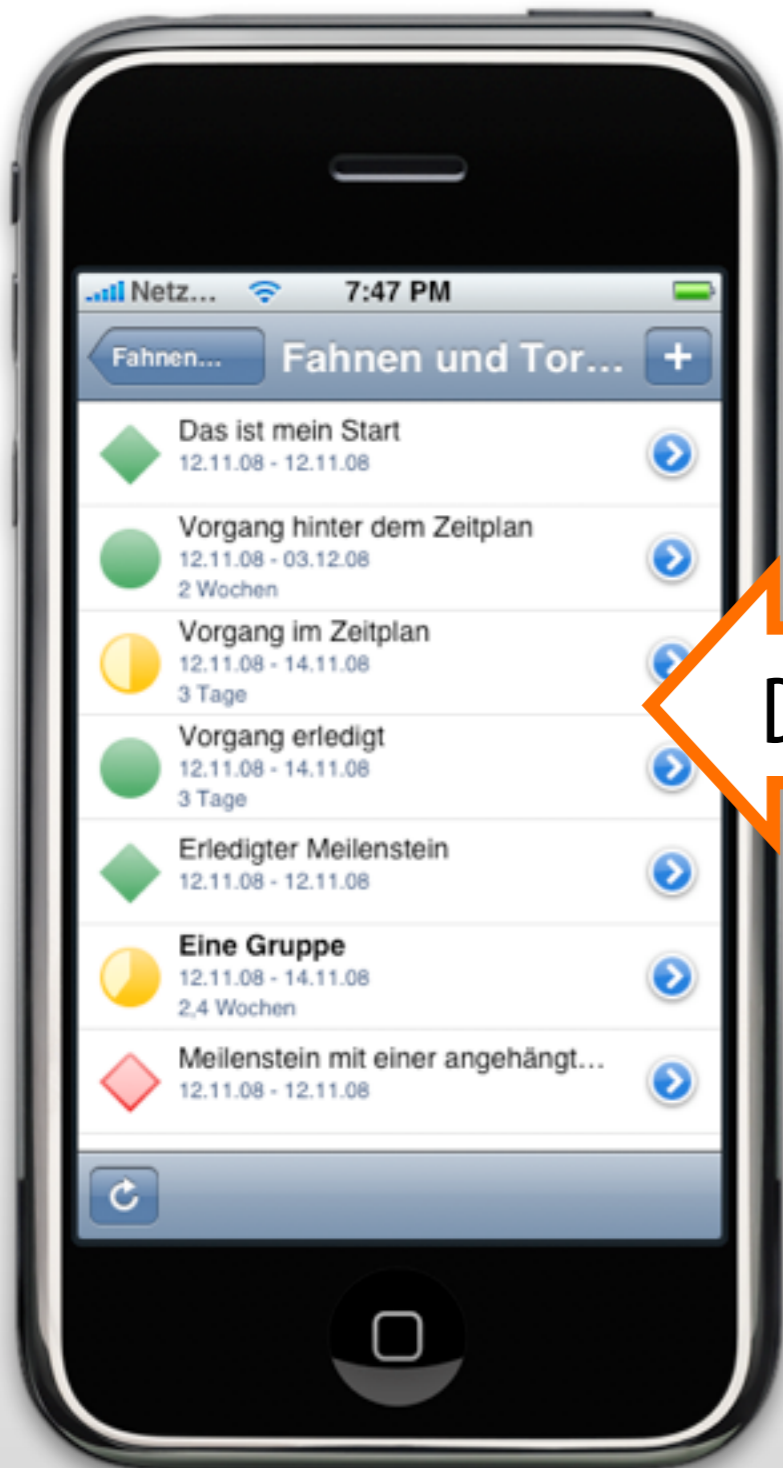 Netz... 7:47 PM
Fahnen... Fahnen und Tor... +
Das ist mein Start
12.11.08 - 12.11.08
Vorgang hinter dem Zeitplan
12.11.08 - 03.12.08
2 Wochen
Vorgang im Zeitplan
12.11.08 - 14.11.08
3 Tage
Vorgang erledigt
12.11.08 - 14.11.08
3 Tage
Erledigter Meilenstein
12.11.08 - 12.11.08
Eine Gruppe
12.11.08 - 14.11.08
2,4 Wochen
Meilenstein mit einer angehängt...
12.11.08 - 12.11.08